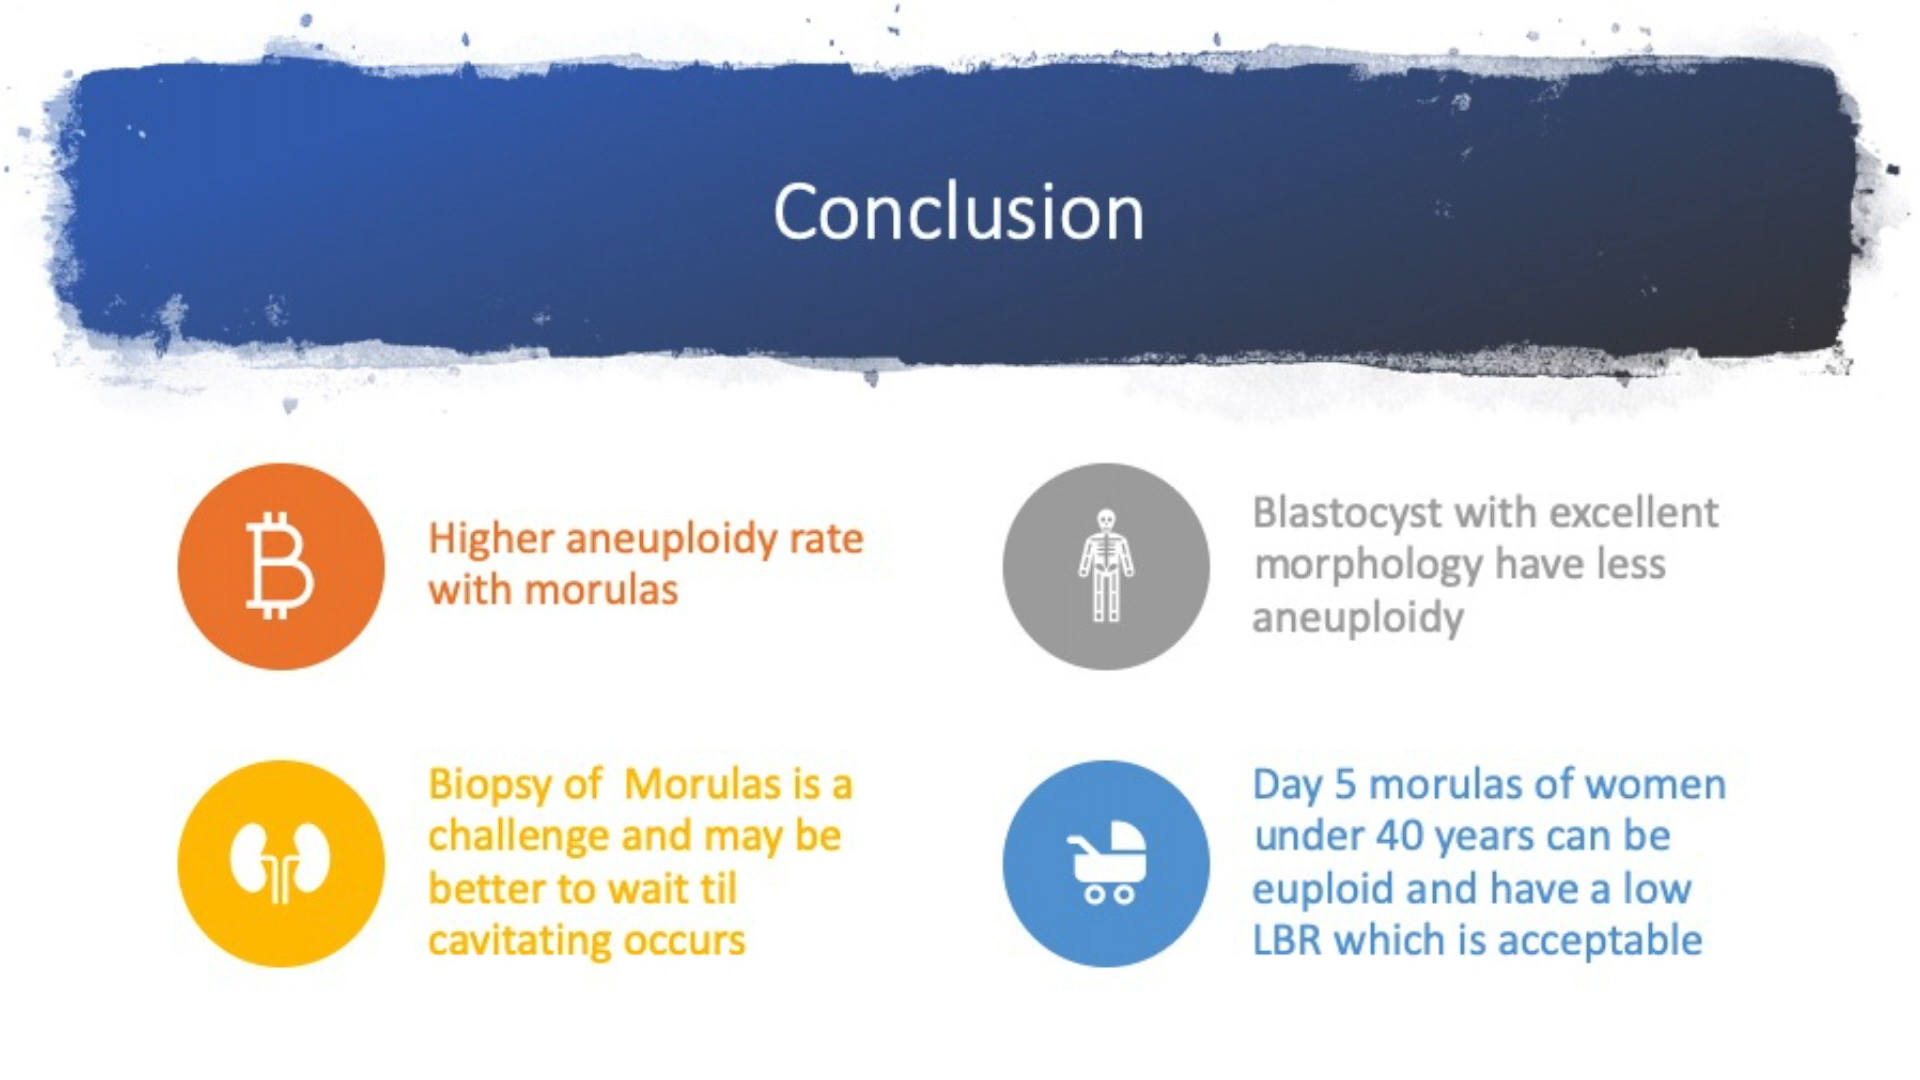 Conclusion
Higher aneuploidy rate
with morulas
Blastocyst with excellent
morphology have less
aneuploidy
Biopsy of  Morulas is a
challenge and may be
better to wait til
cavitating occurs
Day 5 morulas of women
under 40 years can be
euploid and have a low
LBR which is acceptable